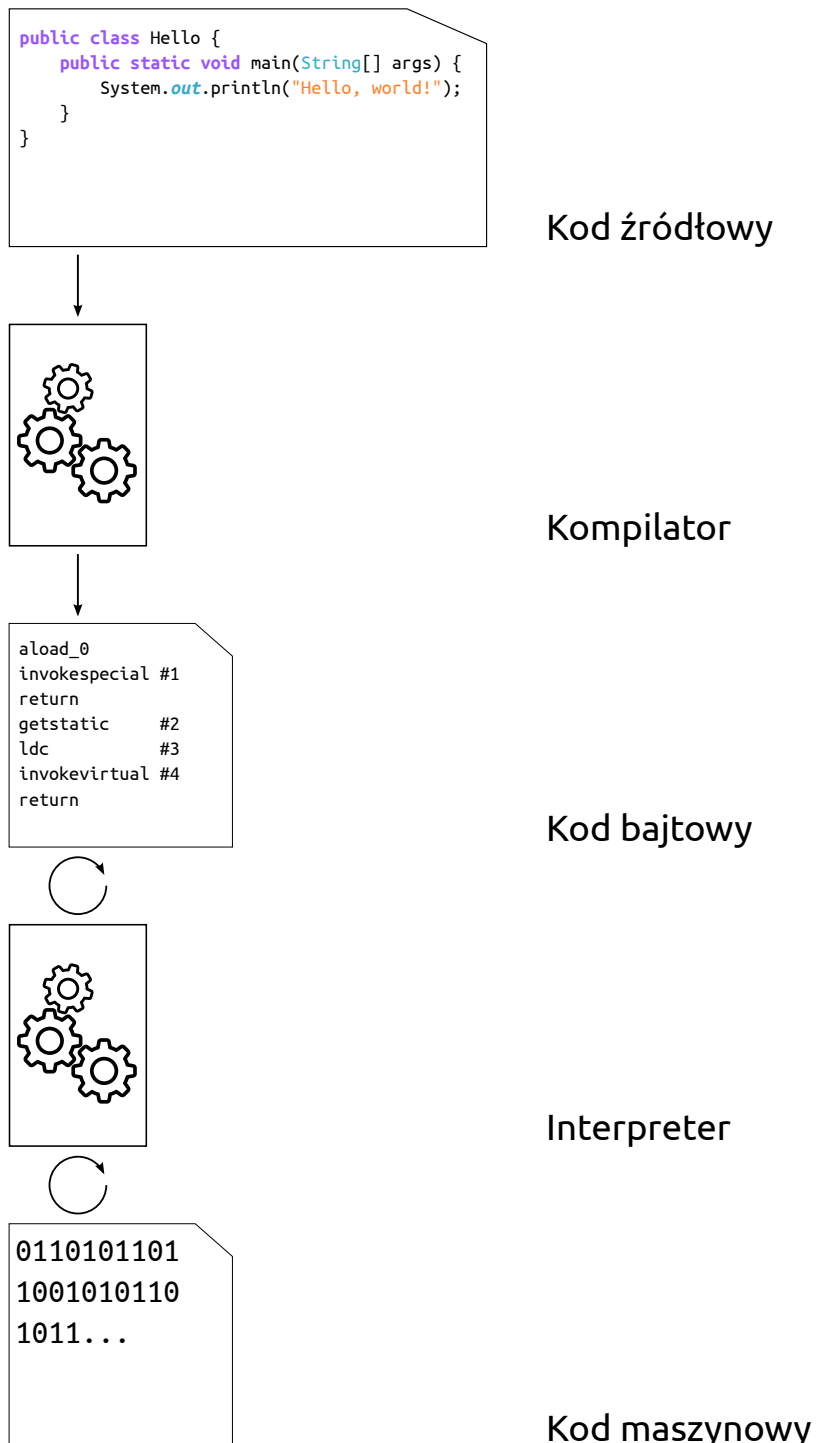 public class Hello {
    public static void main(String[] args) {
        System.out.println("Hello, world!");
    }
}
Kod źródłowy
Kompilator
aload_0
invokespecial #1
return
getstatic     #2
ldc           #3
invokevirtual #4
return
Kod bajtowy
Interpreter
0110101101
1001010110
1011...
Kod maszynowy